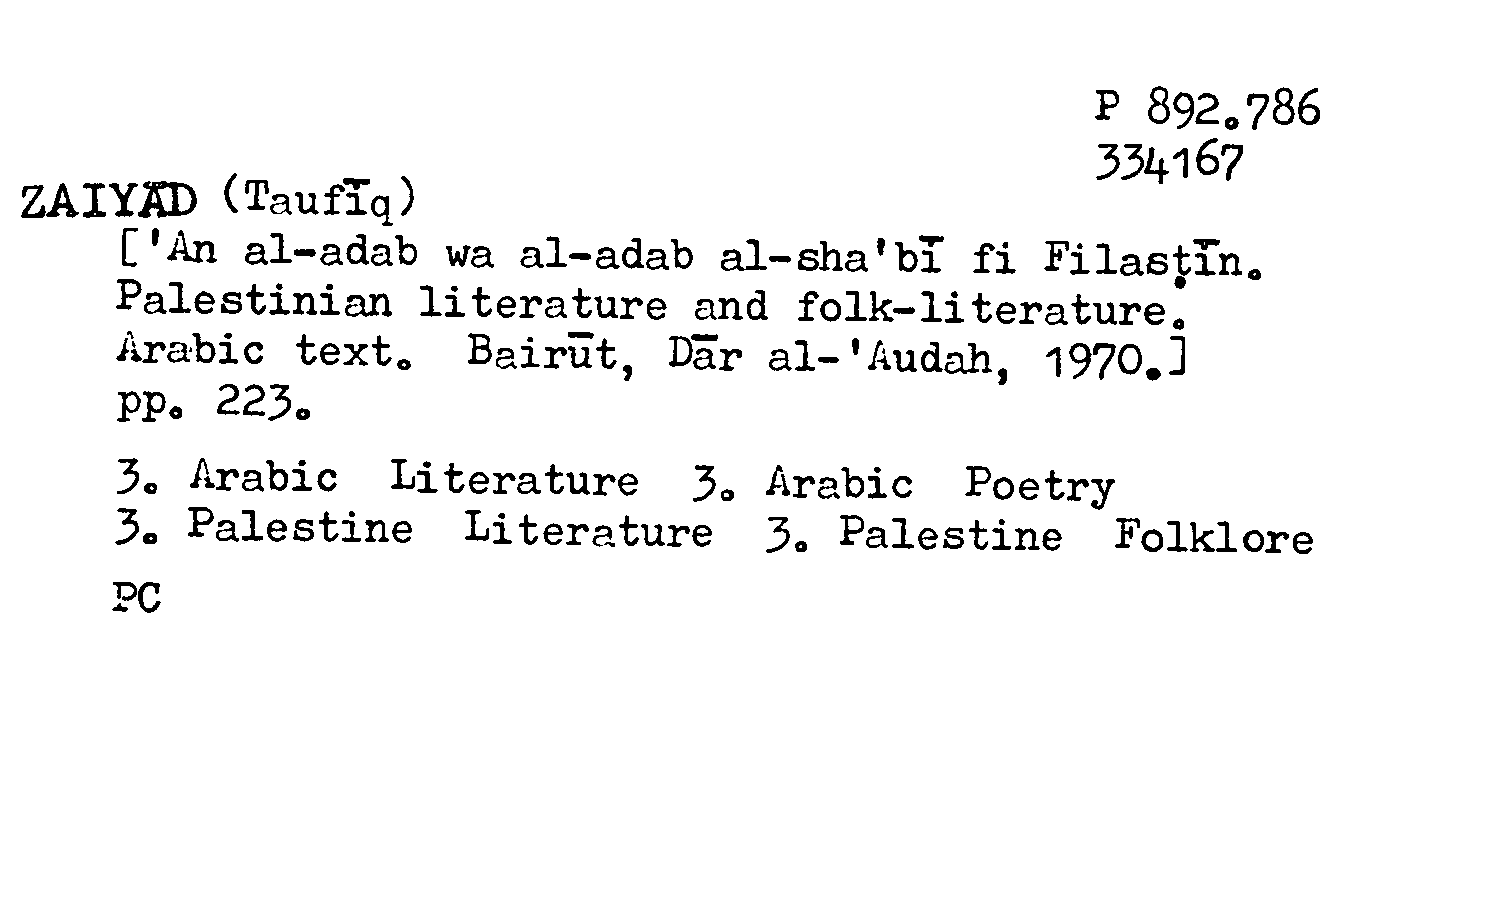 P 892.786
334167
ZAIYĀD (Taufīq)
['An al-adab wa al-adab al-sha'bī fi Filasṭīn.
Palestinian literature and folk-literature.
Arabic text. Bairūt, Dār al-'Audah, 1970.]
pp. 223.
3. Arabic Literature 3. Arabic Poetry
3. Palestine Literature 3. Palestine Folklore
PC